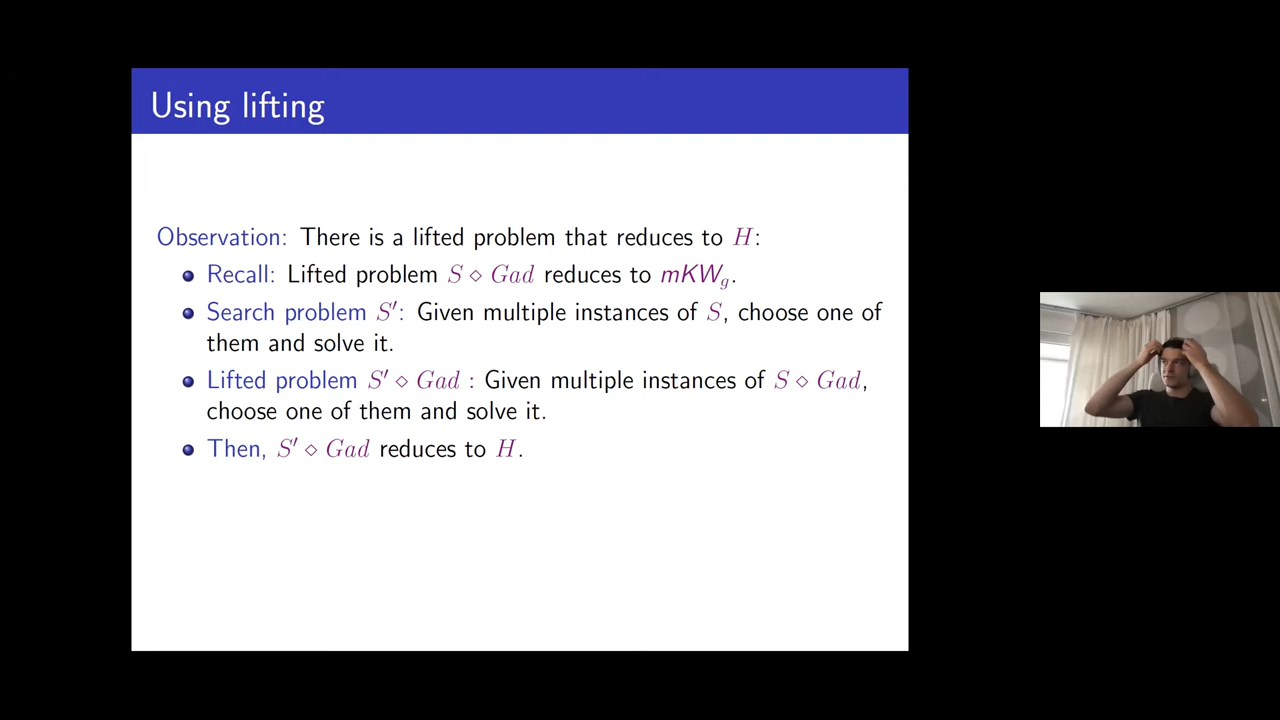 Using lifting
Observation: There is a lifted problem that reduces to H:
Recall: Lifted problem S ⋄ Gad reduces to mKW_g.
Search problem S′: Given multiple instances of S, choose one of
them and solve it.
Lifted problem S′ ⋄ Gad : Given multiple instances of S ⋄ Gad,
choose one of them and solve it.
Then, S′ ⋄ Gad reduces to H.